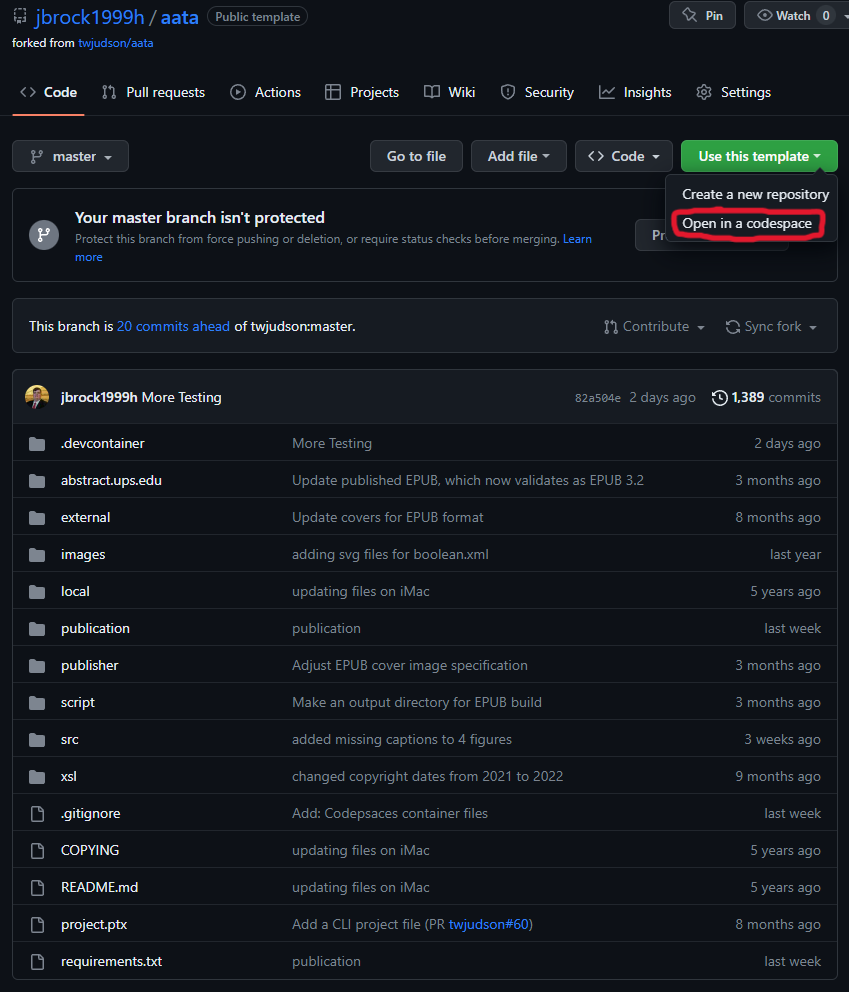 jbrock1999h / aata Public template Pin Watch 0
forked from twjudson/aata
Code Pull requests Actions Projects Wiki Security Insights Settings
master Go to file Add file Code Use this template
Create a new repository
Open in a codespace
Your master branch isn't protected
Protect this branch from force pushing or deletion, or require status checks before merging. Learn
more
This branch is 20 commits ahead of twjudson:master. Contribute Sync fork
jbrock1999h More Testing 82a504e 2 days ago 1,389 commits
.devcontainer More Testing 2 days ago
abstract.ups.edu Update published EPUB, which now validates as EPUB 3.2 3 months ago
external Update covers for EPUB format 8 months ago
images adding svg files for boolean.xml last year
local updating files on iMac 5 years ago
publication publication last week
publisher Adjust EPUB cover image specification 3 months ago
script Make an output directory for EPUB build 3 months ago
src added missing captions to 4 figures 3 weeks ago
xsl changed copyright dates from 2021 to 2022 9 months ago
.gitignore Add: Codepsaces container files last week
COPYING updating files on iMac 5 years ago
README.md updating files on iMac 5 years ago
project.ptx Add a CLI project file (PR twjudson#60) 8 months ago
requirements.txt publication last week